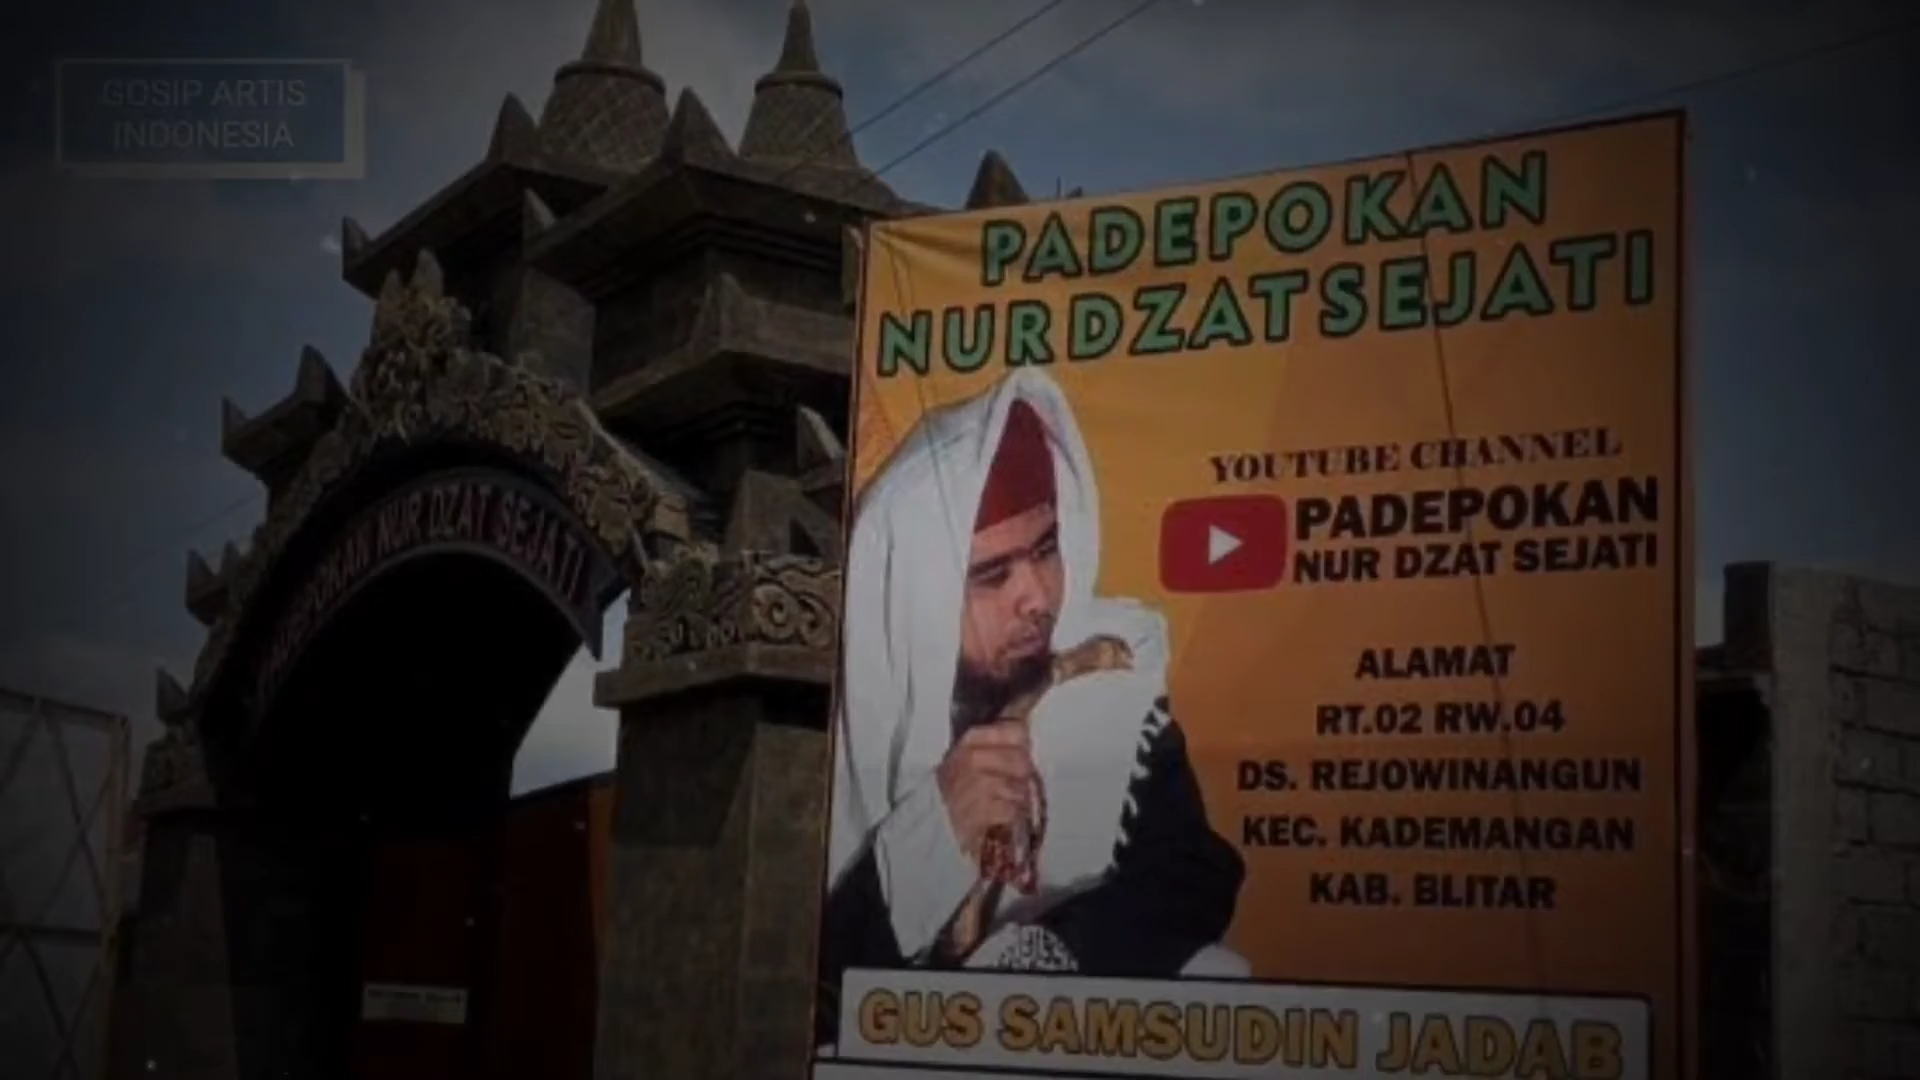 GOSIP ARTIS
INDONESIA
PADEPOKAN NUR DZAT SEJATI
PADEPOKAN
NURDZATSEJATI
YOUTUBE CHANNEL
PADEPOKAN
NUR DZAT SEJATI
ALAMAT
RT.02 RW.04
DS. REJOWINANGUN
KEC. KADEMANGAN
KAB. BLITAR
GUS SAMSUDIN JADAB